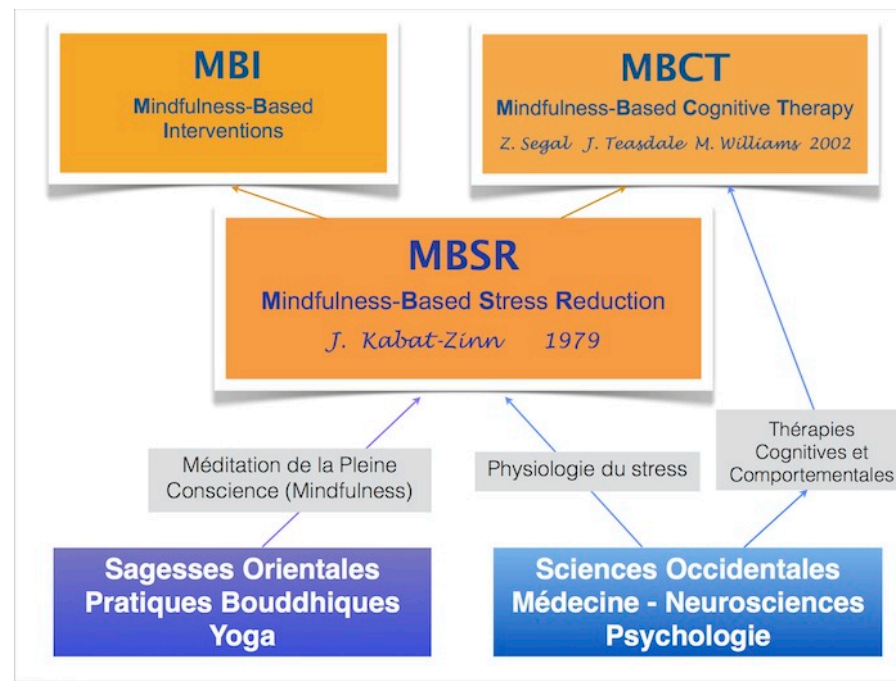 MBI
Mindfulness-Based
Interventions
MBCT
Mindfulness-Based Cognitive Therapy
Z. Segal J. Teasdale M. Williams 2002
MBSR
Mindfulness-Based Stress Reduction
J. Kabat-Zinn 1979
Méditation de la Pleine
Conscience (Mindfulness)
Physiologie du stress
Thérapies
Cognitives et
Comportementales
Sagesses Orientales
Pratiques Bouddhiques
Yoga
Sciences Occidentales
Médecine - Neurosciences
Psychologie